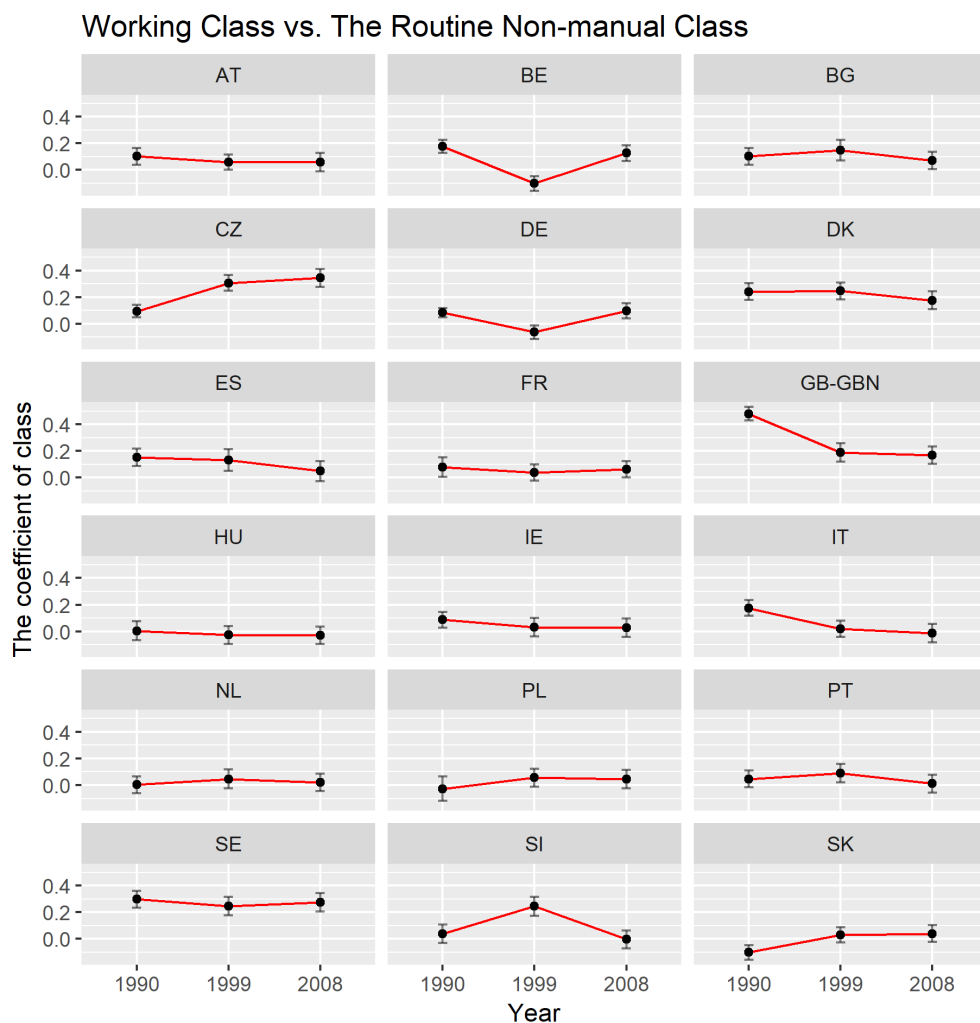 Working Class vs. The Routine Non-manual Class
AT BE BG
0.4
0.2
0.0
CZ DE DK
0.4
0.2
0.0
ES FR GB-GBN
0.4
0.2
0.0
HU IE IT
0.4
0.2
0.0
NL PL PT
0.4
0.2
0.0
SE SI SK
0.4
0.2
0.0
1990 1999 2008 1990 1999 2008 1990 1999 2008
Year
The coefficient of class